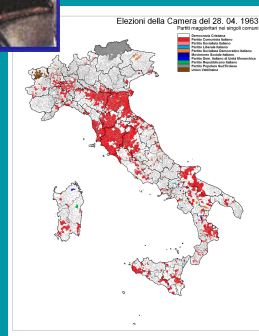 Elezioni della Camera del 28. 04. 1963
Partiti maggioritari nei singoli comuni
Democrazia Cristiana
Partito Comunista Italiano
Partito Socialista Italiano
Partito Liberale Italiano
Partito Socialista Democratico Italiano
Movimento Sociale Italiano
Partito Dem. Italiano di Unità Monarchica
Partito Repubblicano Italiano
Partito Popolare SudTirolese
Union Valdôtaine